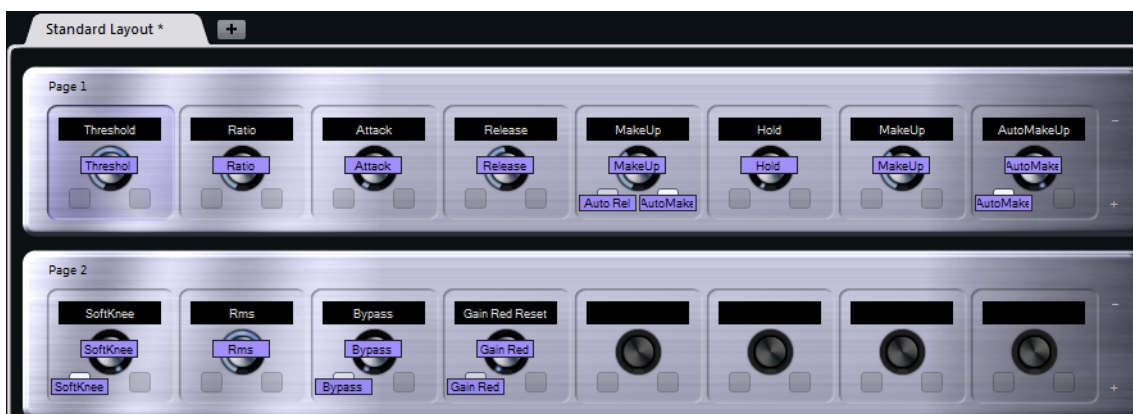 Standard Layout *
+
Page 1
Threshold Ratio Attack Release MakeUp Hold MakeUp AutoMakeUp
-
Threshol Ratio Attack Release MakeUp Hold MakeUp AutoMake
Auto Rel AutoMake AutoMake
+
Page 2
SoftKnee Rms Bypass Gain Red Reset
-
SoftKnee Rms Bypass Gain Red
SoftKnee Bypass Gain Red
+